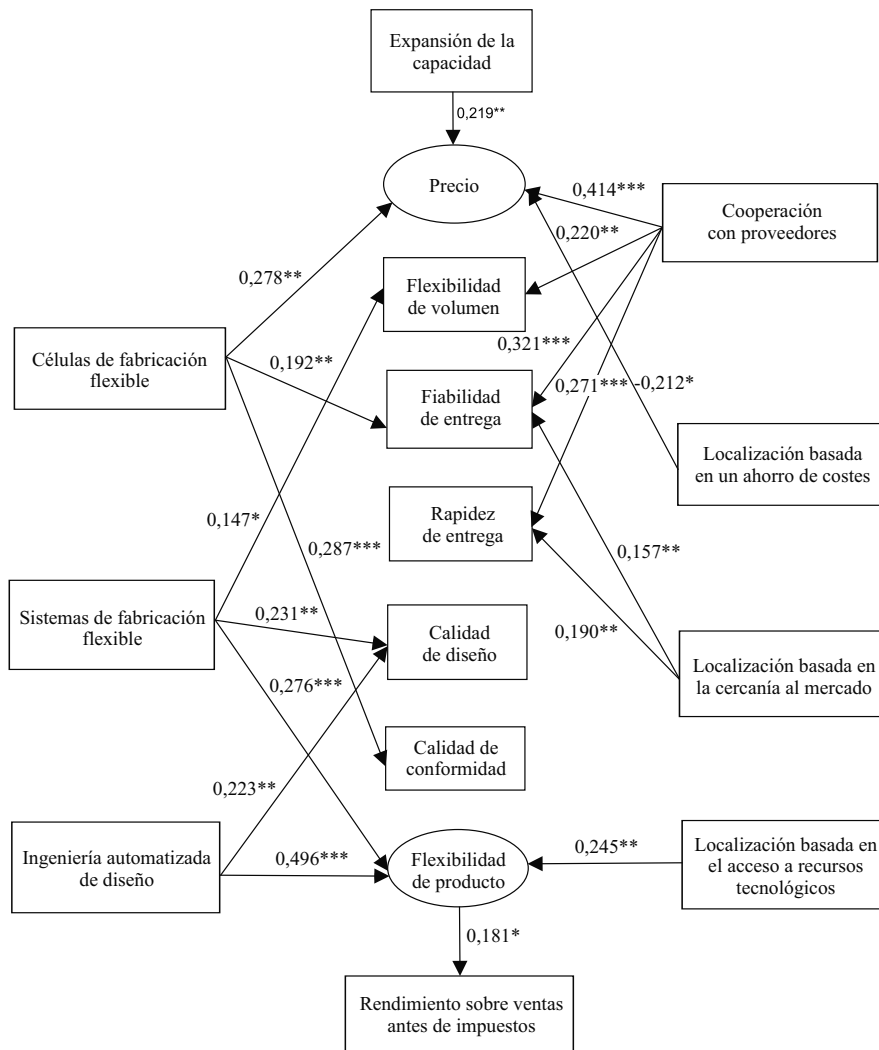 Expansión de la
capacidad
0,219**
Precio
0,414***
Cooperación
con proveedores
0,220**
0,278**
Flexibilidad
de volumen
0,321***
Células de fabricación
flexible
0,192**
Fiabilidad
de entrega
0,271***
-0,212*
Localización basada
en un ahorro de costes
Rapidez
de entrega
0,147*
0,287***
0,157**
Sistemas de fabricación
flexible
0,231**
Calidad
de diseño
0,190**
Localización basada en
la cercanía al mercado
0,276***
Calidad de
conformidad
0,223**
Ingeniería automatizada
de diseño
0,496***
Flexibilidad
de producto
0,245**
Localización basada en
el acceso a recursos
tecnológicos
0,181*
Rendimiento sobre ventas
antes de impuestos